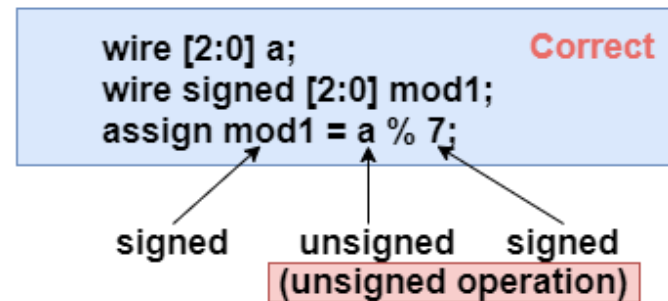 wire [2:0] a; Correct
wire signed [2:0] mod1;
assign mod1 = a % 7;
signed unsigned signed
(unsigned operation)